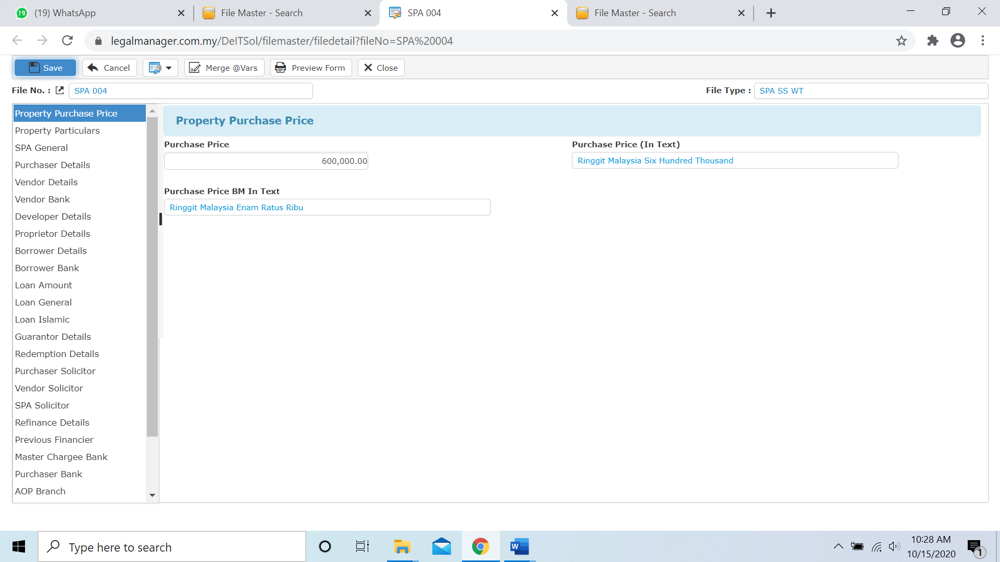 19 (19) WhatsApp
File Master - Search
SPA 004
File Master - Search
legalmanager.com.my/DeITSol/filemaster/filedetail?fileNo=SPA%20004
Save
Cancel
Merge @Vars
Preview Form
Close
File No. :
SPA 004
File Type :
SPA SS WT
Property Purchase Price
Property Particulars
SPA General
Purchaser Details
Vendor Details
Vendor Bank
Developer Details
Proprietor Details
Borrower Details
Borrower Bank
Loan Amount
Loan General
Loan Islamic
Guarantor Details
Redemption Details
Purchaser Solicitor
Vendor Solicitor
SPA Solicitor
Refinance Details
Previous Financier
Master Chargee Bank
Purchaser Bank
AOP Branch
Property Purchase Price
Purchase Price
600,000.00
Purchase Price (In Text)
Ringgit Malaysia Six Hundred Thousand
Purchase Price BM In Text
Ringgit Malaysia Enam Ratus Ribu
Type here to search
W
10:28 AM
10/15/2020
1